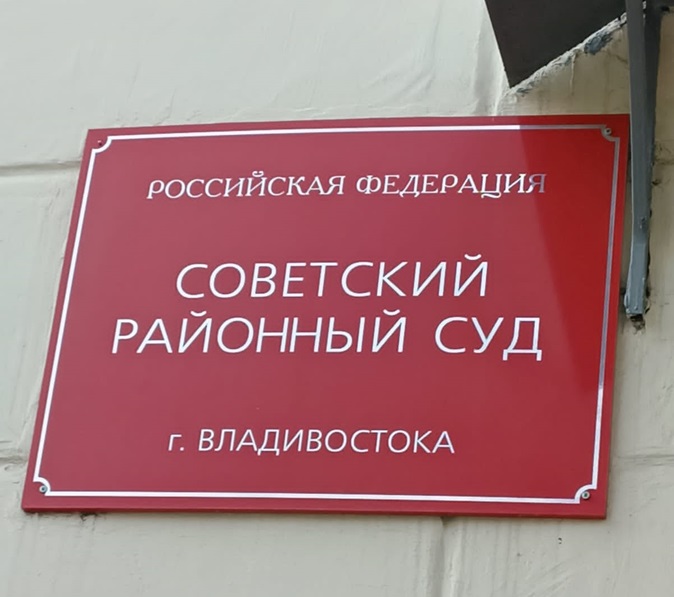 РОССИЙСКАЯ ФЕДЕРАЦИЯ
СОВЕТСКИЙ
РАЙОННЫЙ СУД
г. ВЛАДИВОСТОКА